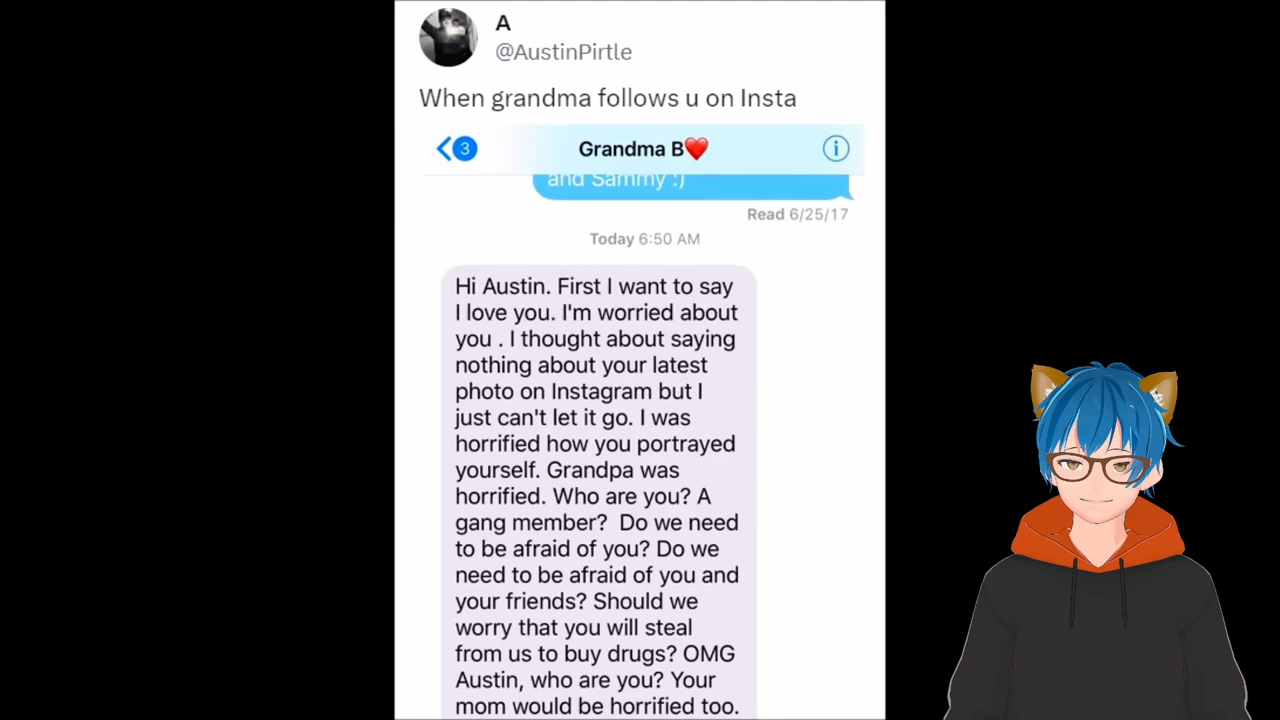 A
@AustinPirtle
When grandma follows u on Insta
3
Grandma B❤️
and Sammy :)
Read 6/25/17
Today 6:50 AM
Hi Austin. First I want to say
I love you. I'm worried about
you . I thought about saying
nothing about your latest
photo on Instagram but I
just can't let it go. I was
horrified how you portrayed
yourself. Grandpa was
horrified. Who are you? A
gang member?  Do we need
to be afraid of you? Do we
need to be afraid of you and
your friends? Should we
worry that you will steal
from us to buy drugs? OMG
Austin, who are you? Your
mom would be horrified too.